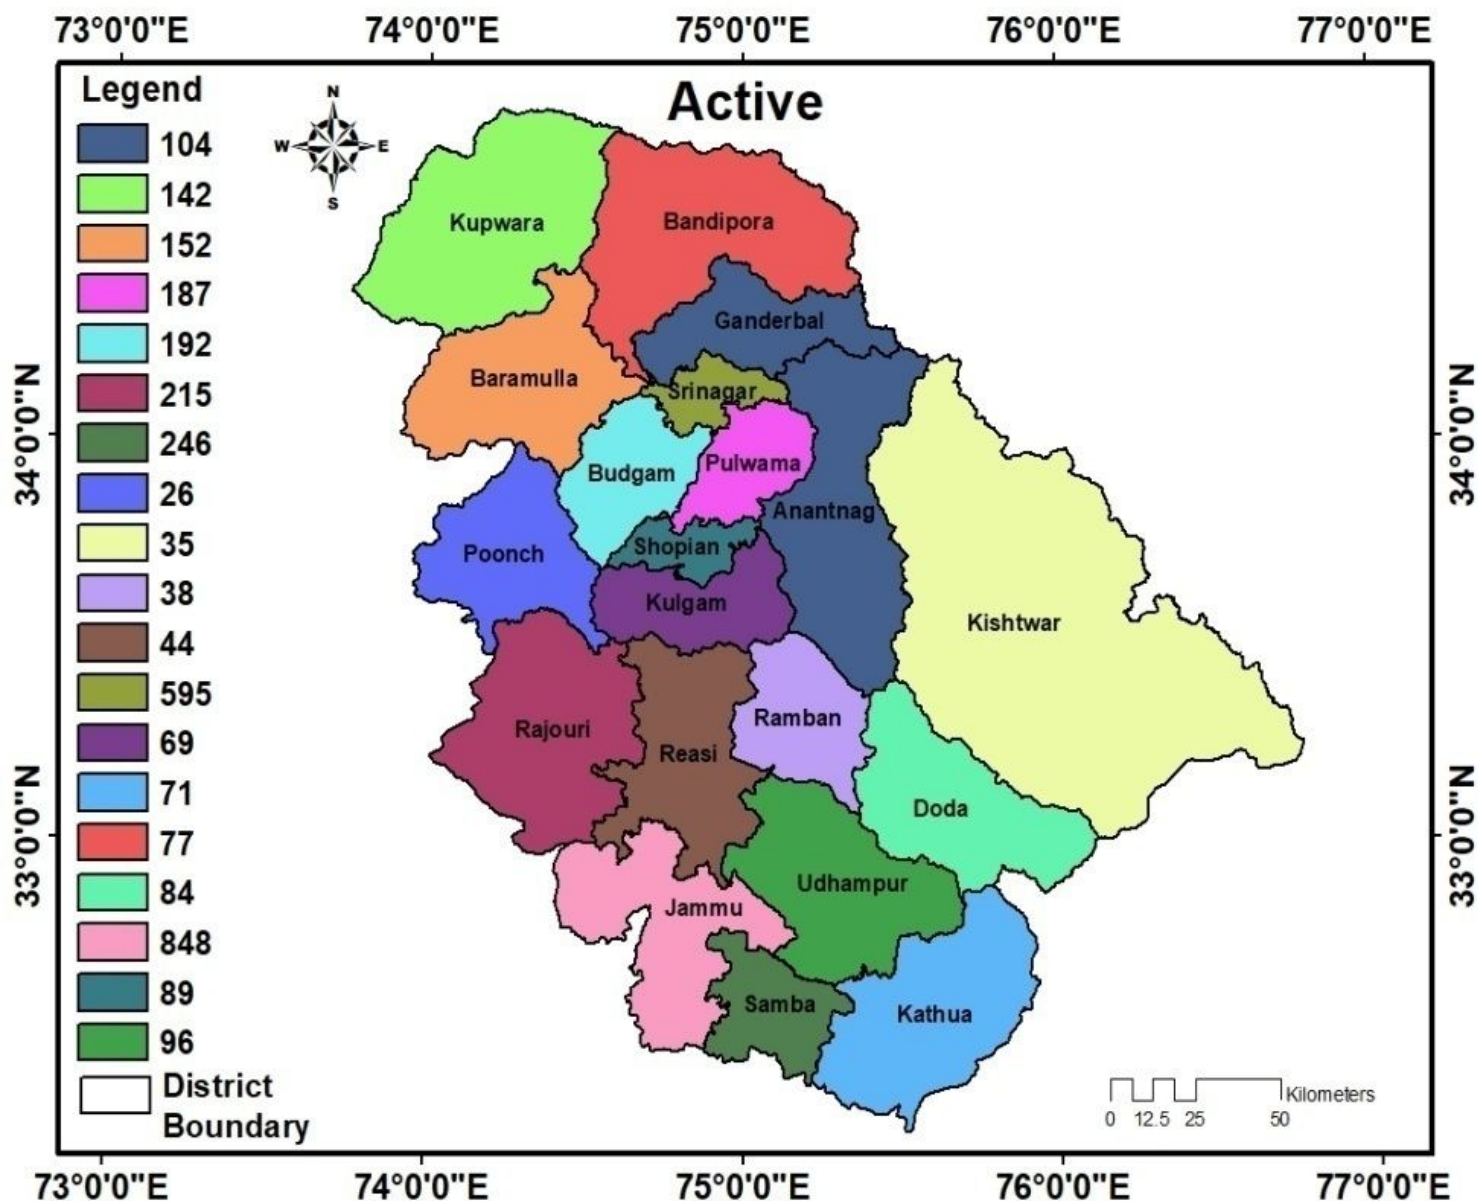 73°0'0"E 74°0'0"E 75°0'0"E 76°0'0"E 77°0'0"E
Legend
Active
N
W E
S
104
142
152
187
192
215
246
26
35
38
44
595
69
71
77
84
848
89
96
District
Boundary
Kupwara
Bandipora
Ganderbal
Baramulla
Srinagar
Budgam
Pulwama
Anantnag
Poonch
Shopian
Kulgam
Kishtwar
Rajouri
Reasi
Ramban
Doda
Udhampur
Jammu
Samba
Kathua
34°0'0"N
34°0'0"N
33°0'0"N
33°0'0"N
Kilometers
0 12.5 25 50
73°0'0"E 74°0'0"E 75°0'0"E 76°0'0"E 77°0'0"E